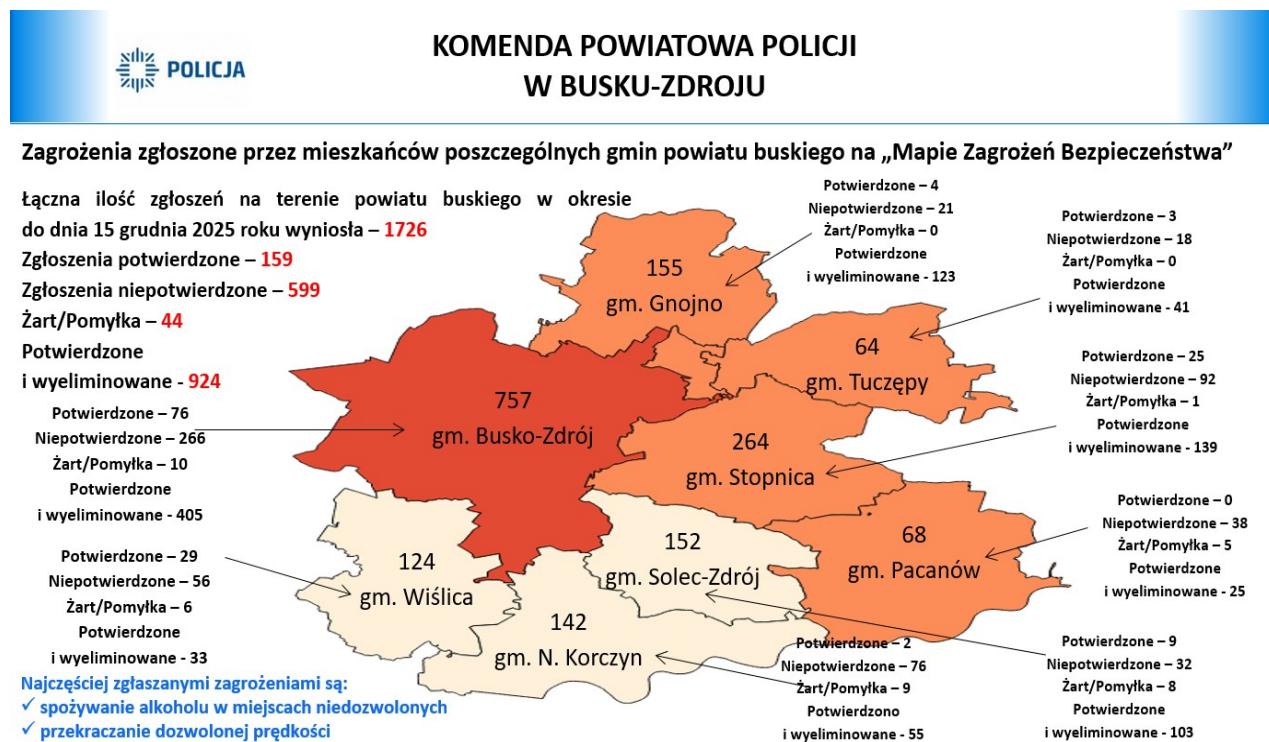 POLICJA
KOMENDA POWIATOWA POLICJI
W BUSKU-ZDROJU
Zagrożenia zgłoszone przez mieszkańców poszczególnych gmin powiatu buskiego na „Mapie Zagrożeń Bezpieczeństwa”
Łączna ilość zgłoszeń na terenie powiatu buskiego w okresie
do dnia 15 grudnia 2025 roku wyniosła – 1726
Zgłoszenia potwierdzone – 159
Zgłoszenia niepotwierdzone – 599
Żart/Pomyłka – 44
Potwierdzone
i wyeliminowane - 924
Potwierdzone – 76
Niepotwierdzone – 266
Żart/Pomyłka – 10
Potwierdzone
i wyeliminowane - 405
Potwierdzone – 29
Niepotwierdzone – 56
Żart/Pomyłka – 6
Potwierdzone
i wyeliminowane - 33
Najczęściej zgłaszanymi zagrożeniami są:
✓ spożywanie alkoholu w miejscach niedozwolonych
✓ przekraczanie dozwolonej prędkości
155
gm. Gnojno
64
gm. Tuczępy
757
gm. Busko-Zdrój
264
gm. Stopnica
68
gm. Pacanów
152
gm. Solec-Zdrój
124
gm. Wiślica
142
gm. N. Korczyn
Potwierdzone – 4
Niepotwierdzone – 21
Żart/Pomyłka – 0
Potwierdzone
i wyeliminowane - 123
Potwierdzone – 3
Niepotwierdzone – 18
Żart/Pomyłka – 0
Potwierdzone
i wyeliminowane - 41
Potwierdzone – 25
Niepotwierdzone – 92
Żart/Pomyłka – 1
Potwierdzone
i wyeliminowane - 139
Potwierdzone – 0
Niepotwierdzone – 38
Żart/Pomyłka – 5
Potwierdzone
i wyeliminowane - 25
Potwierdzone – 2
Niepotwierdzone – 76
Żart/Pomyłka – 9
Potwierdzono
i wyeliminowane - 55
Potwierdzone – 9
Niepotwierdzone – 32
Żart/Pomyłka – 8
Potwierdzone
i wyeliminowane - 103